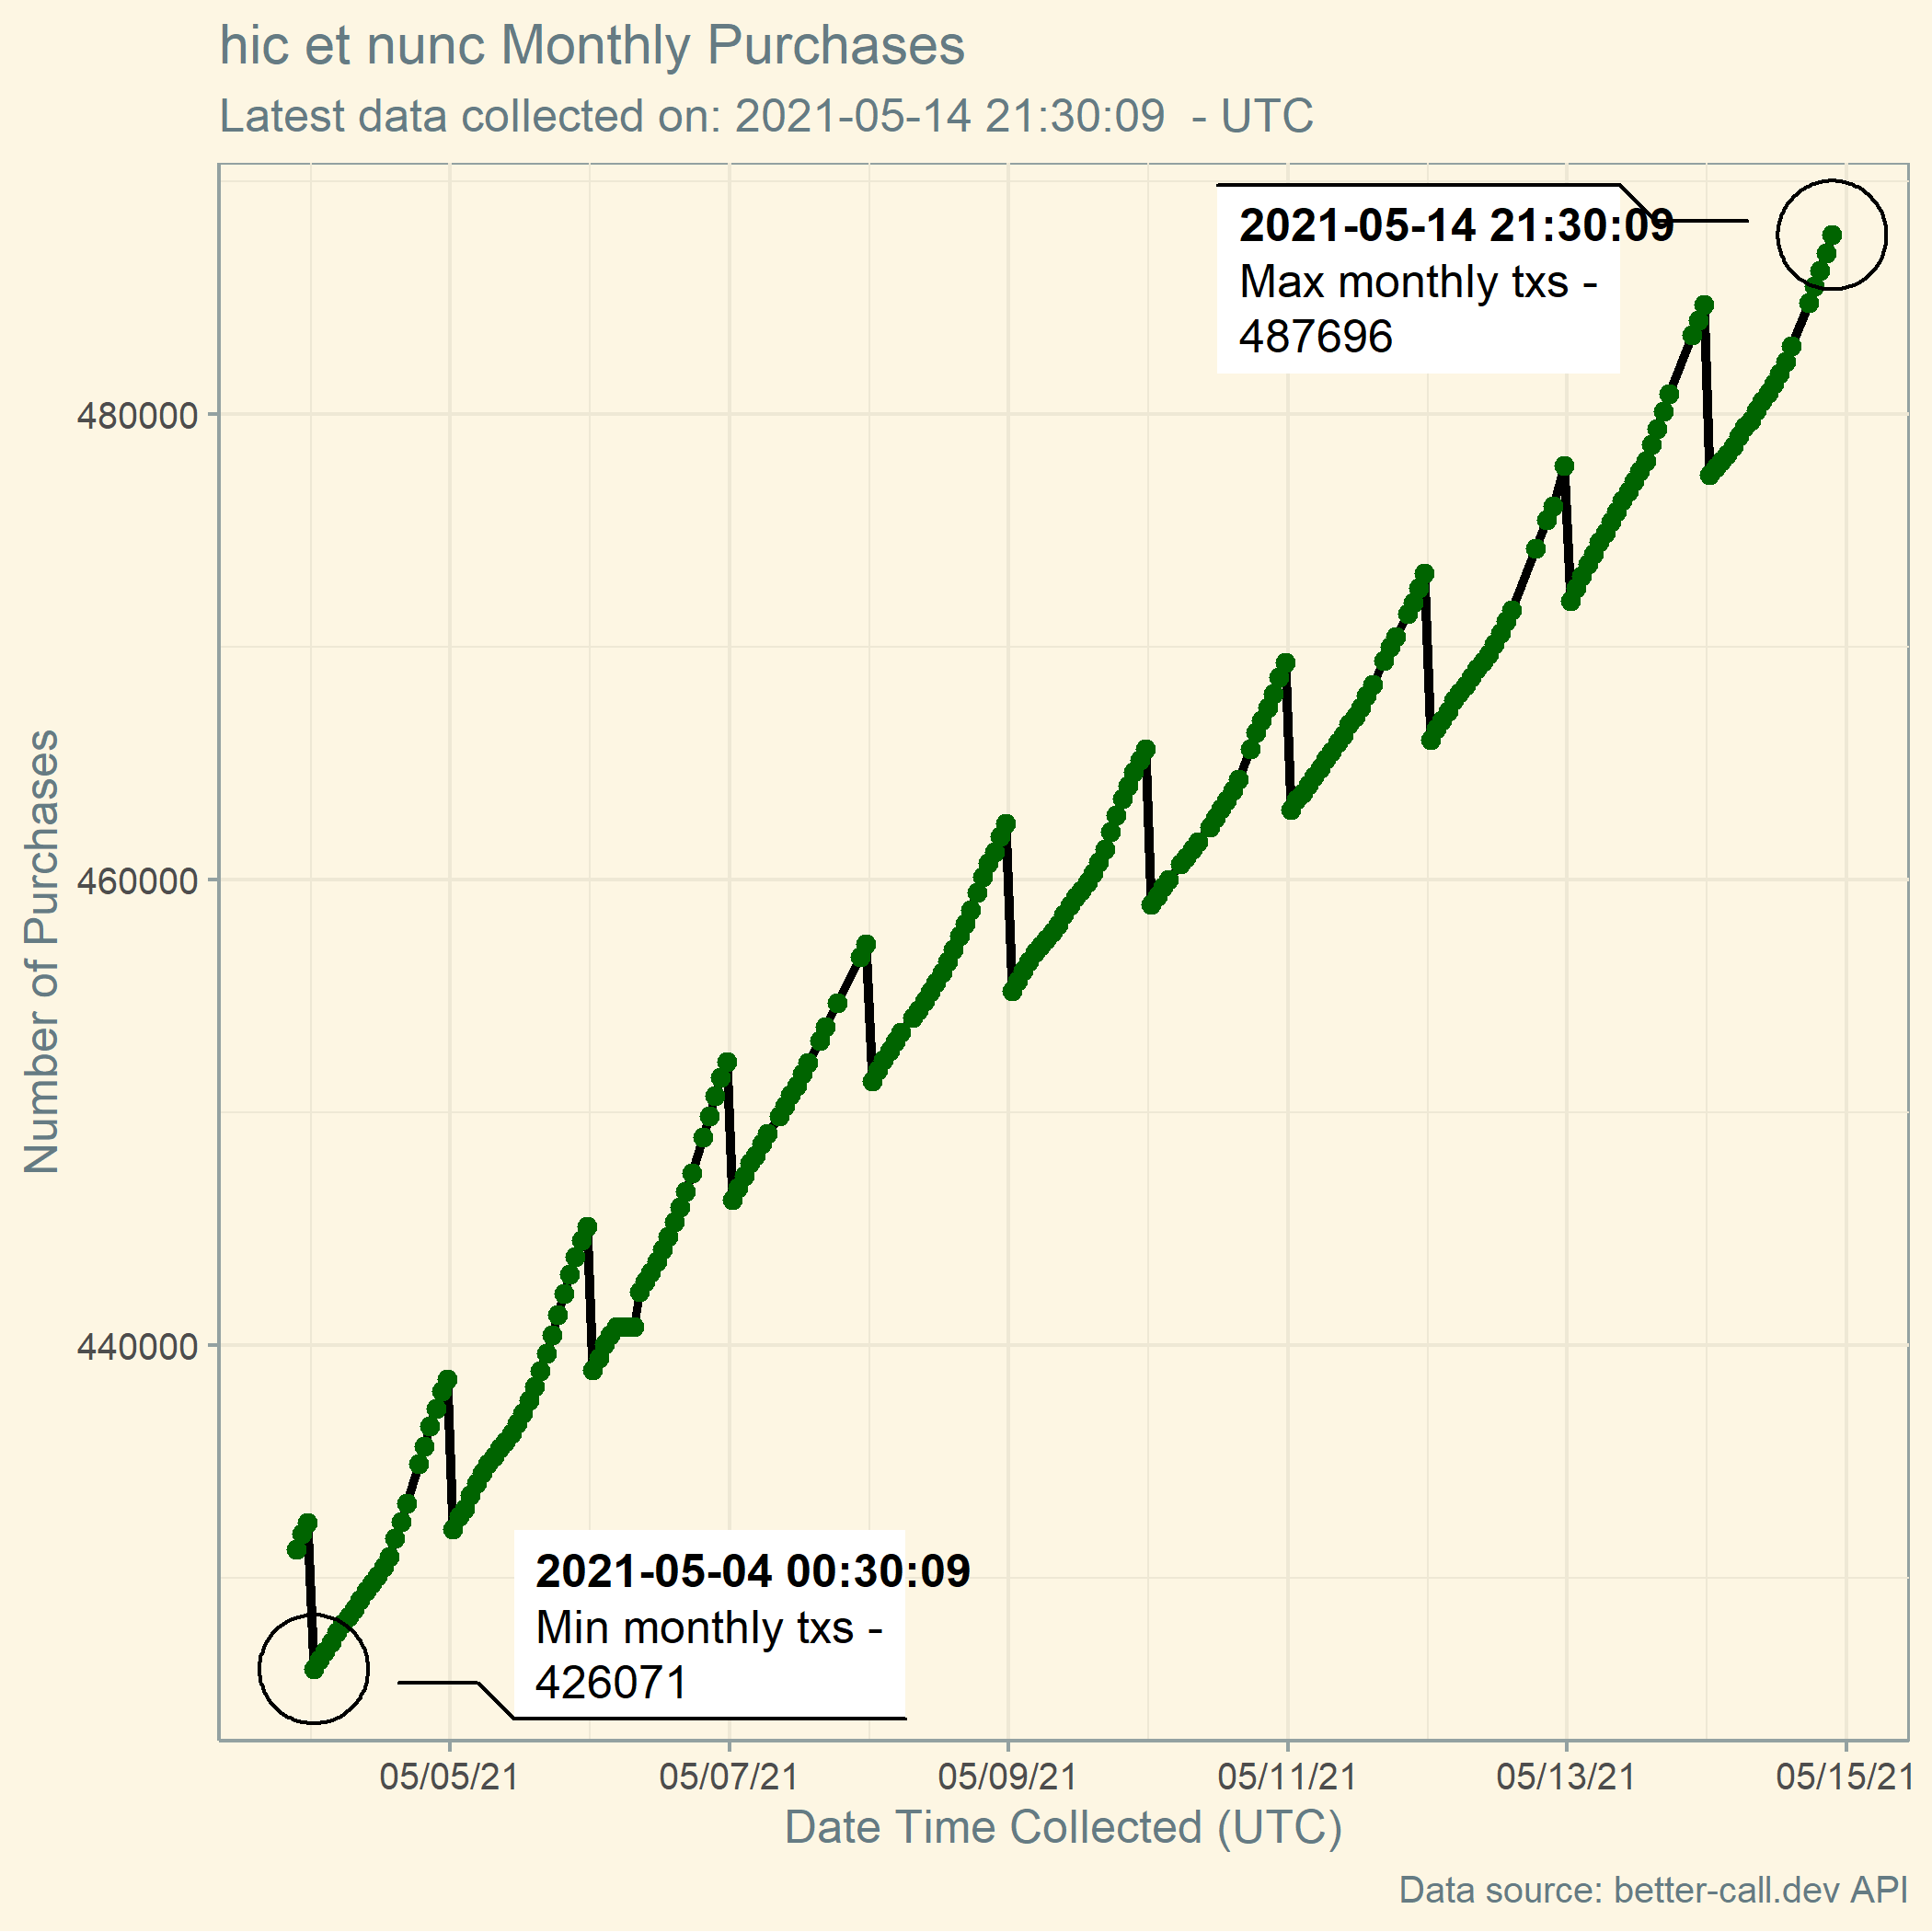 hic et nunc Monthly Purchases
Latest data collected on: 2021-05-14 21:30:09  - UTC
2021-05-14 21:30:09
Max monthly txs -
487696
480000
460000
440000
Number of Purchases
2021-05-04 00:30:09
Min monthly txs -
426071
05/05/21 05/07/21 05/09/21 05/11/21 05/13/21 05/15/21
Date Time Collected (UTC)
Data source: better-call.dev API